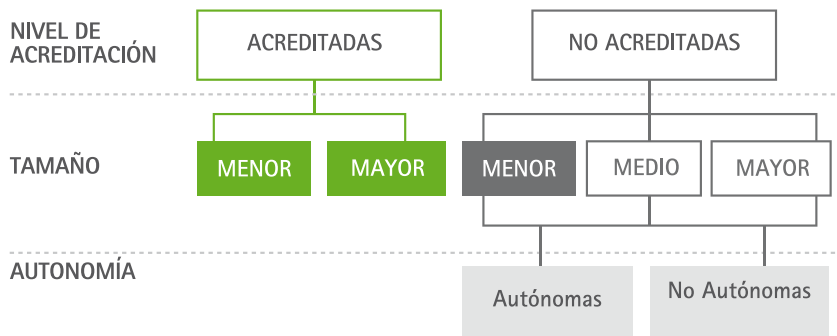 NIVEL DE
ACREDITACIÓN
ACREDITADAS
NO ACREDITADAS
TAMAÑO
MENOR
MAYOR
MENOR
MEDIO
MAYOR
AUTONOMÍA
Autónomas
No Autónomas